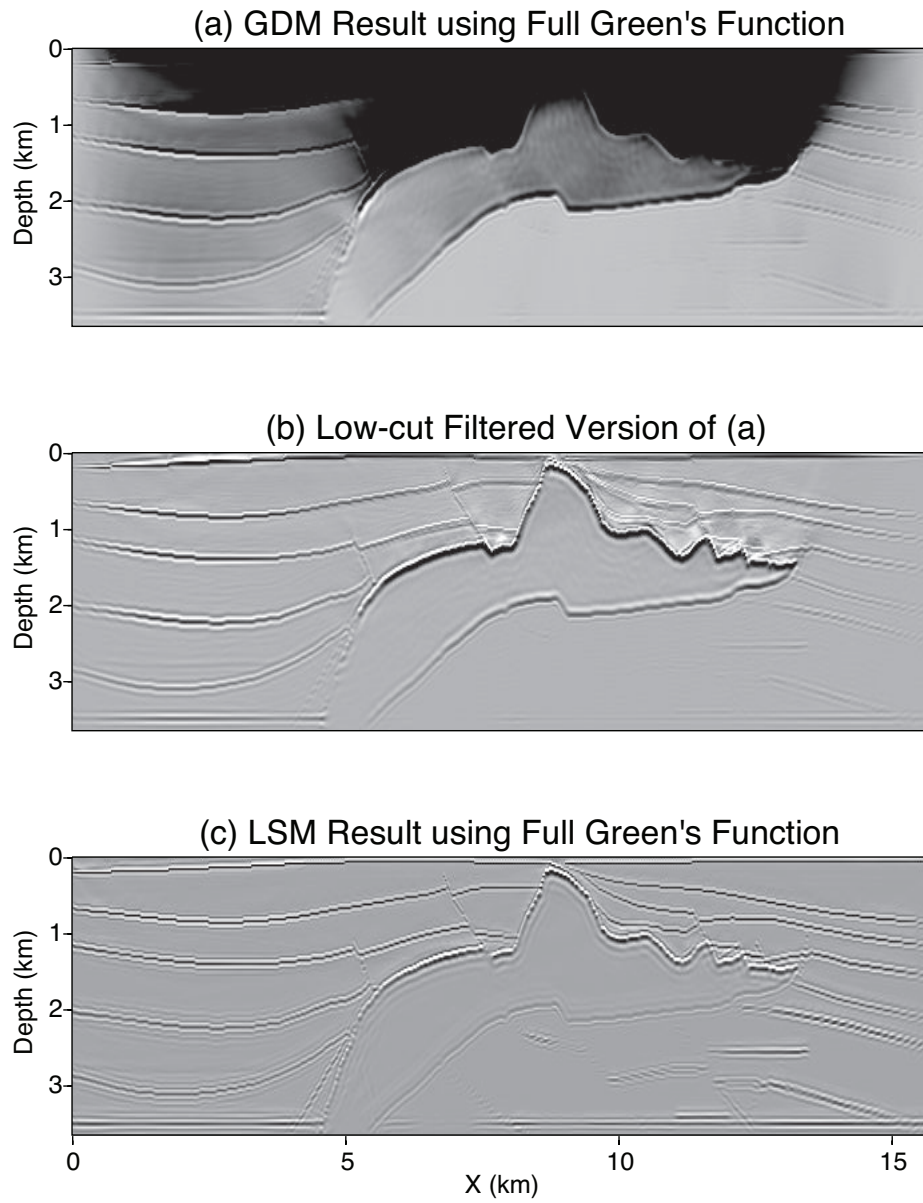 (a) GDM Result using Full Green's Function
0
1
2
3
Depth (km)
(b) Low-cut Filtered Version of (a)
0
1
2
3
Depth (km)
(c) LSM Result using Full Green's Function
0
1
2
3
Depth (km)
0 5 10 15
X (km)